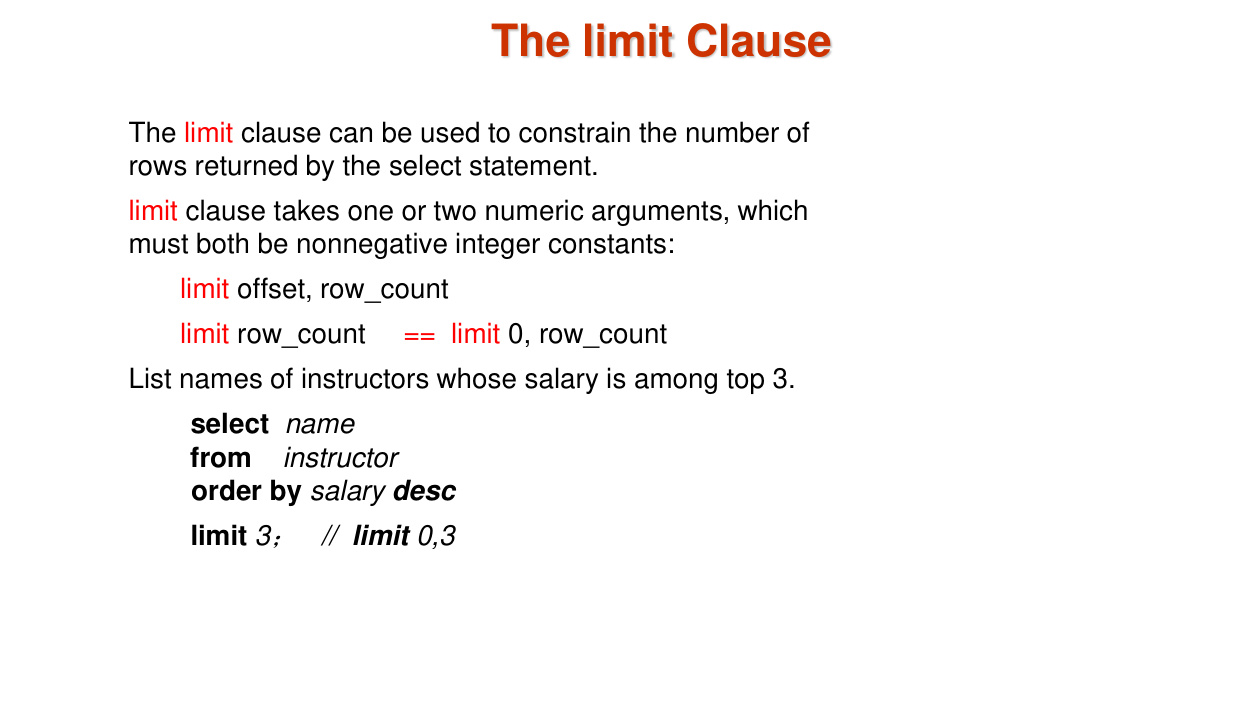 The limit Clause
The limit clause can be used to constrain the number of
rows returned by the select statement.
limit clause takes one or two numeric arguments, which
must both be nonnegative integer constants:
limit offset, row_count
limit row_count == limit 0, row_count
List names of instructors whose salary is among top 3.
select name
from instructor
order by salary desc
limit 3； // limit 0,3